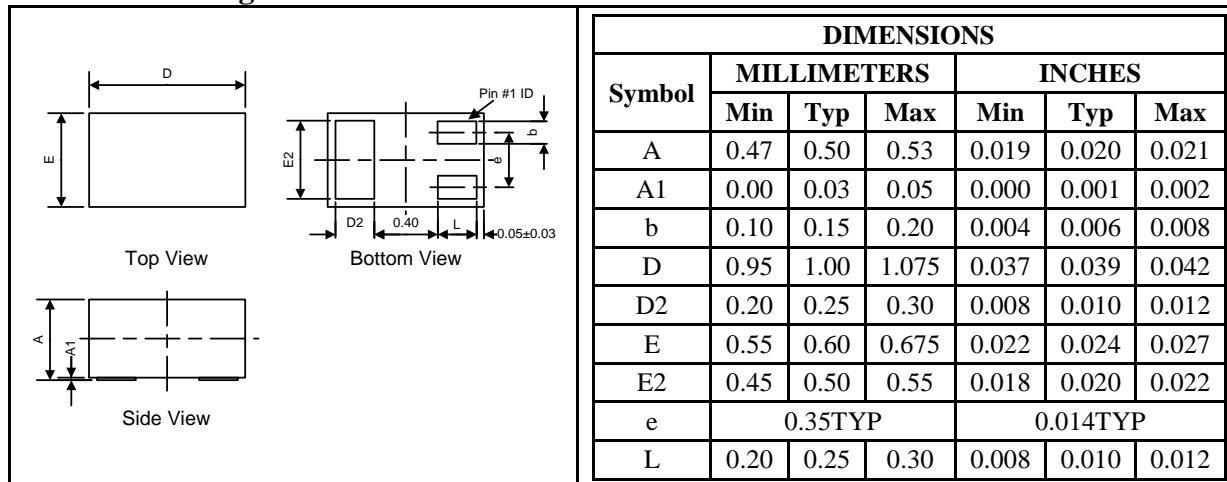 g
D
E
Top View
Pin #1 ID
b
e
E2
D2 0.40 L 0.05±0.03
Bottom View
A
A1
Side View
DIMENSIONS
Symbol MILLIMETERS INCHES
Min Typ Max Min Typ Max
A 0.47 0.50 0.53 0.019 0.020 0.021
A1 0.00 0.03 0.05 0.000 0.001 0.002
b 0.10 0.15 0.20 0.004 0.006 0.008
D 0.95 1.00 1.075 0.037 0.039 0.042
D2 0.20 0.25 0.30 0.008 0.010 0.012
E 0.55 0.60 0.675 0.022 0.024 0.027
E2 0.45 0.50 0.55 0.018 0.020 0.022
e 0.35TYP 0.014TYP
L 0.20 0.25 0.30 0.008 0.010 0.012